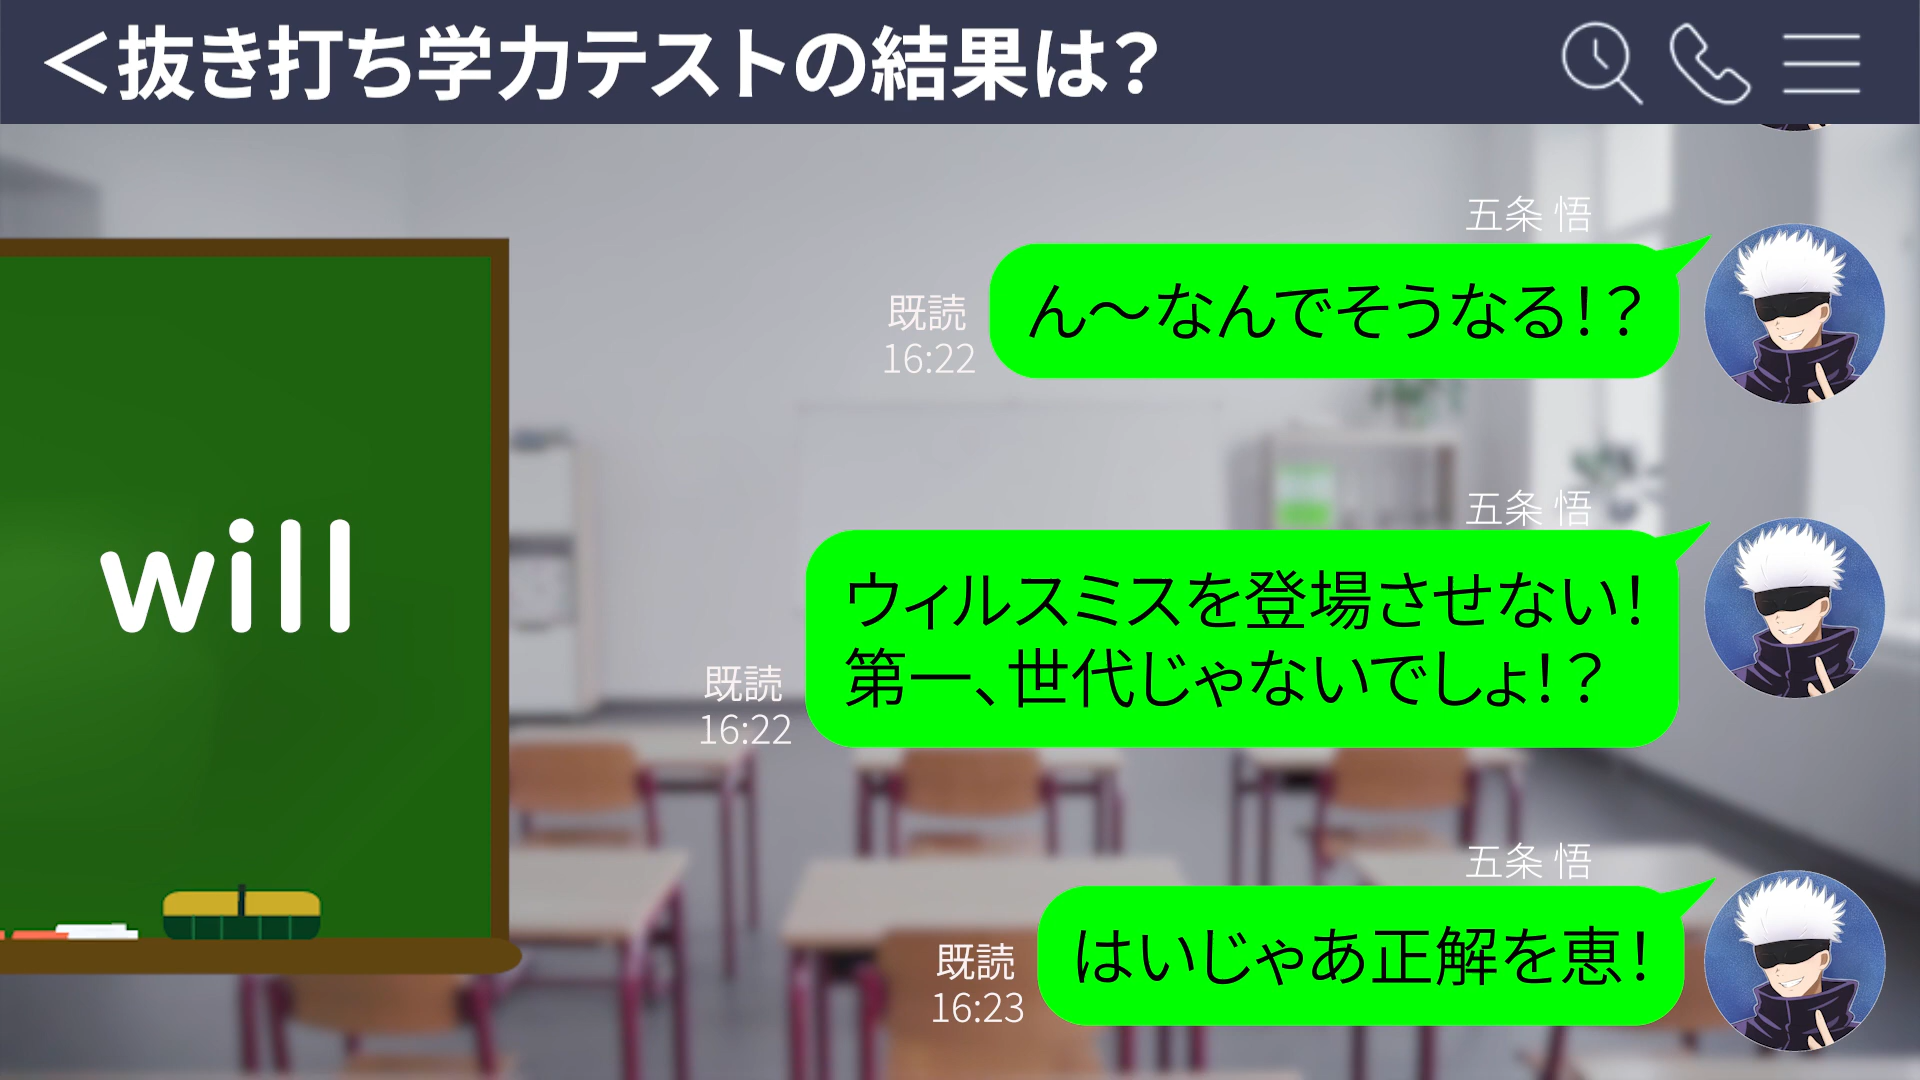 ＜抜き打ち学力テストの結果は？
will
五条 悟
ん～なんでそうなる！？
既読
16:22
五条 悟
ウィルスミスを登場させない！
第一、世代じゃないでしょ！？
既読
16:22
五条 悟
はいじゃあ正解を恵！
既読
16:23